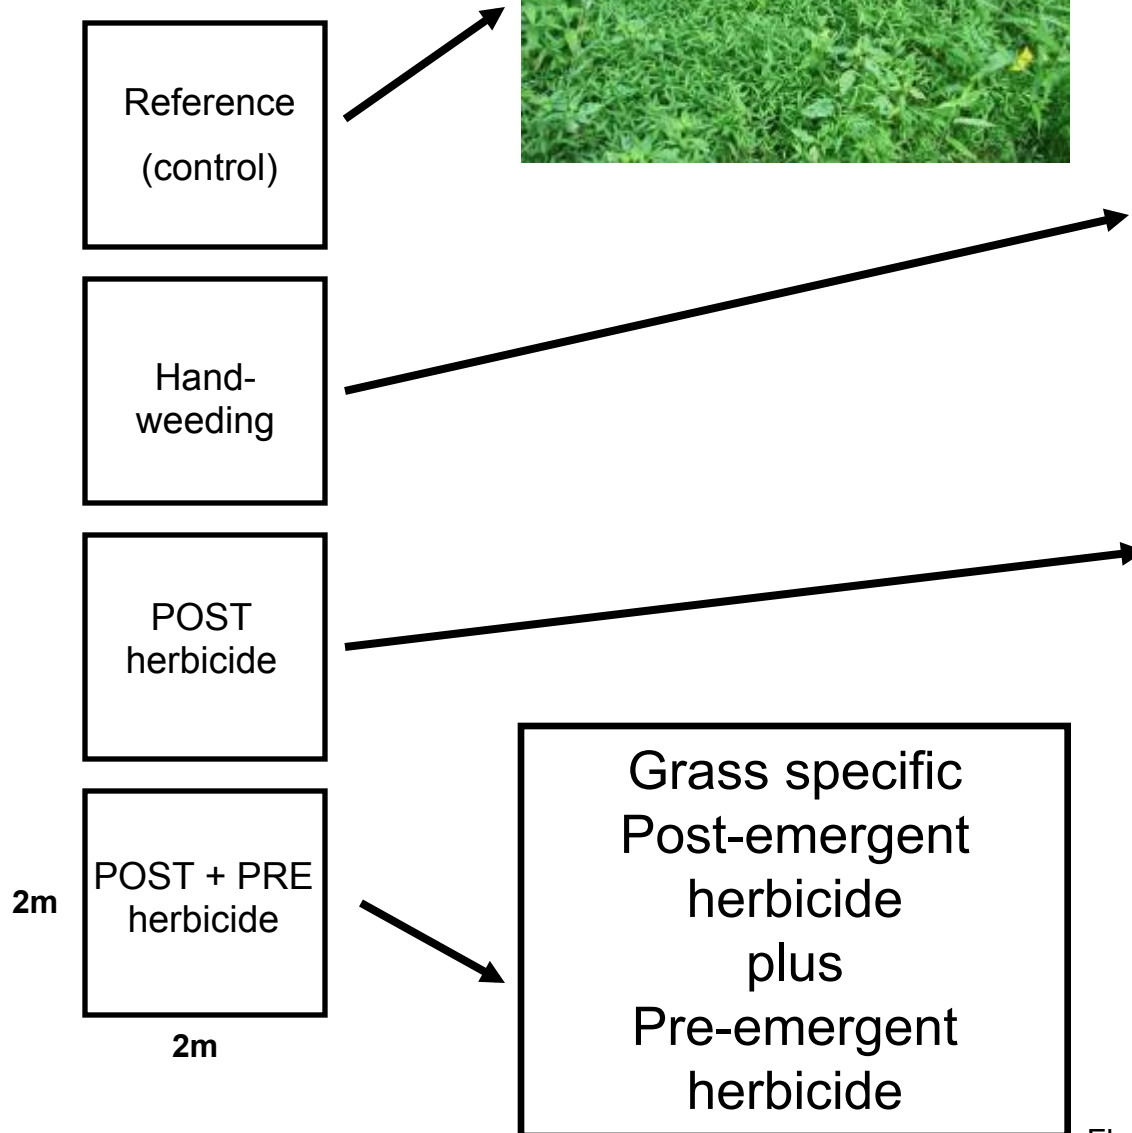 Reference
(control)
Hand-
weeding
POST
herbicide
POST + PRE
herbicide
2m
2m
Grass specific
Post-emergent
herbicide
plus
Pre-emergent
herbicide